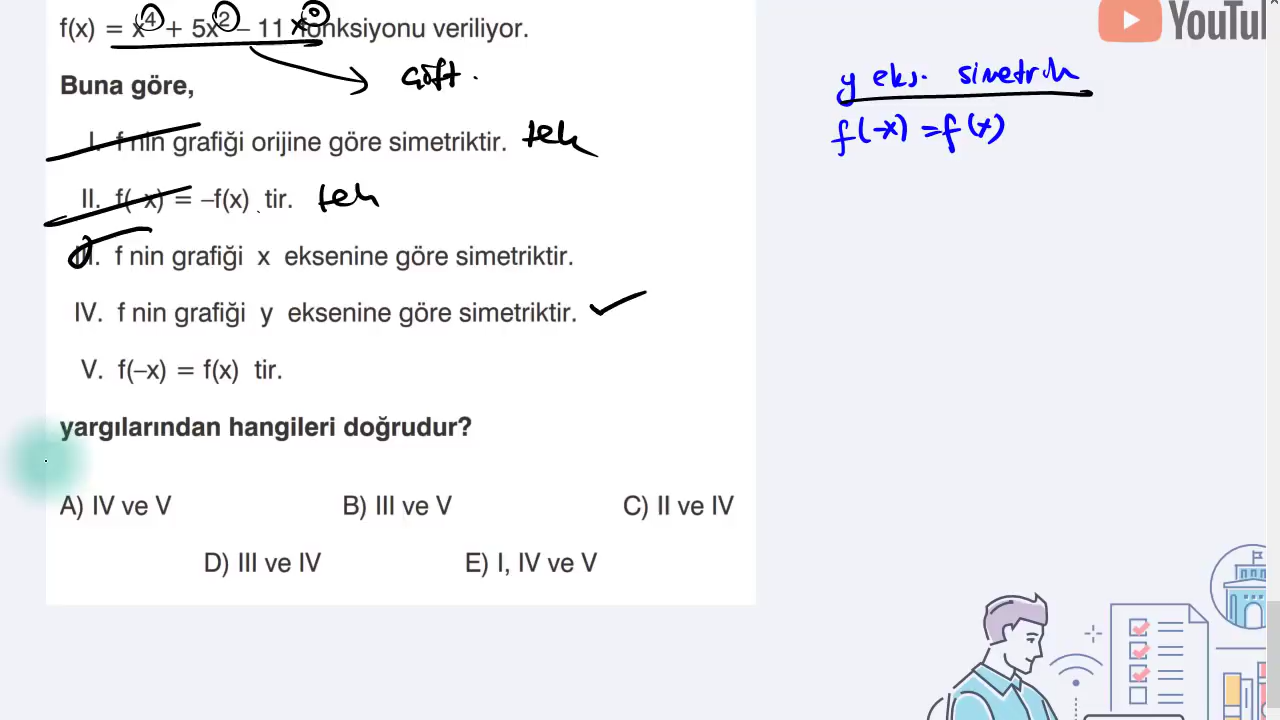 f(x) = x⁴ + 5x² – 11 x⁰ fonksiyonu veriliyor.
çift.
Buna göre,
I. f nin grafiği orijine göre simetriktir. tek
II. f(–x) = –f(x) tir. tek
III. f nin grafiği x eksenine göre simetriktir.
IV. f nin grafiği y eksenine göre simetriktir. ✓
V. f(–x) = f(x) tir.
yargılarından hangileri doğrudur?
A) IV ve V B) III ve V C) II ve IV
D) III ve IV E) I, IV ve V
y eks. simetrik
f(-x) = f(x)